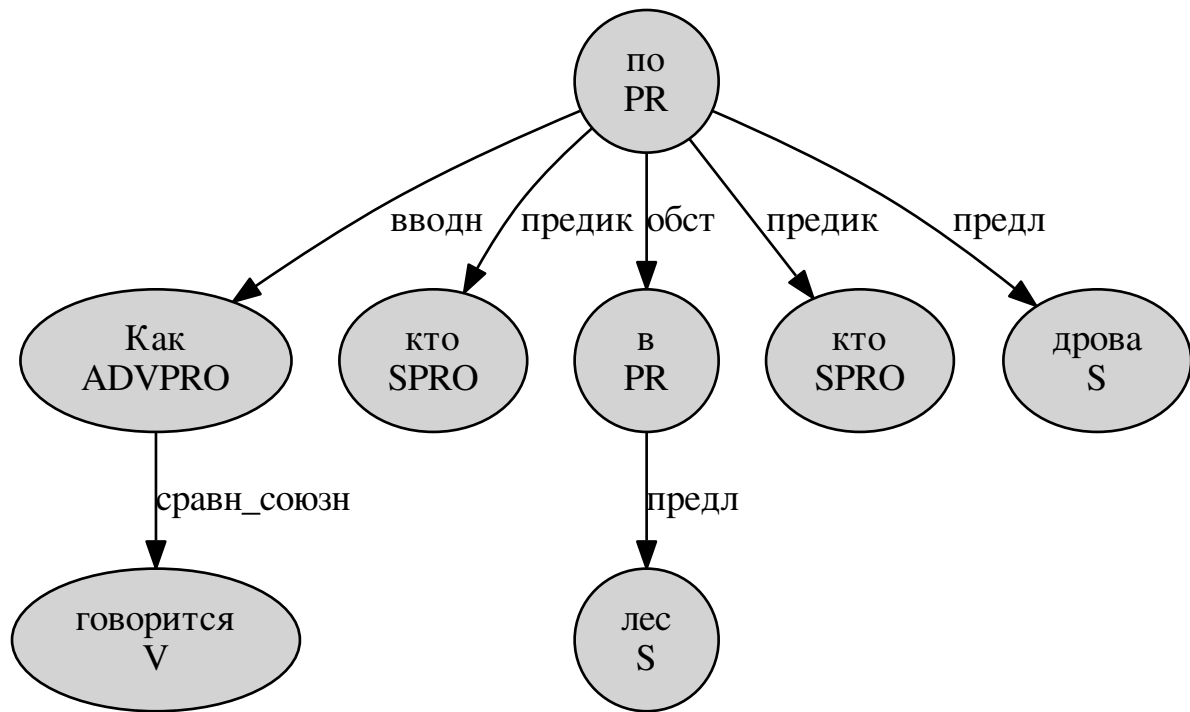 по
PR
вводн
предик
обст
предик
предл
Как
ADVPRO
кто
SPRO
в
PR
кто
SPRO
дрова
S
сравн_союзн
предл
говорится
V
лес
S